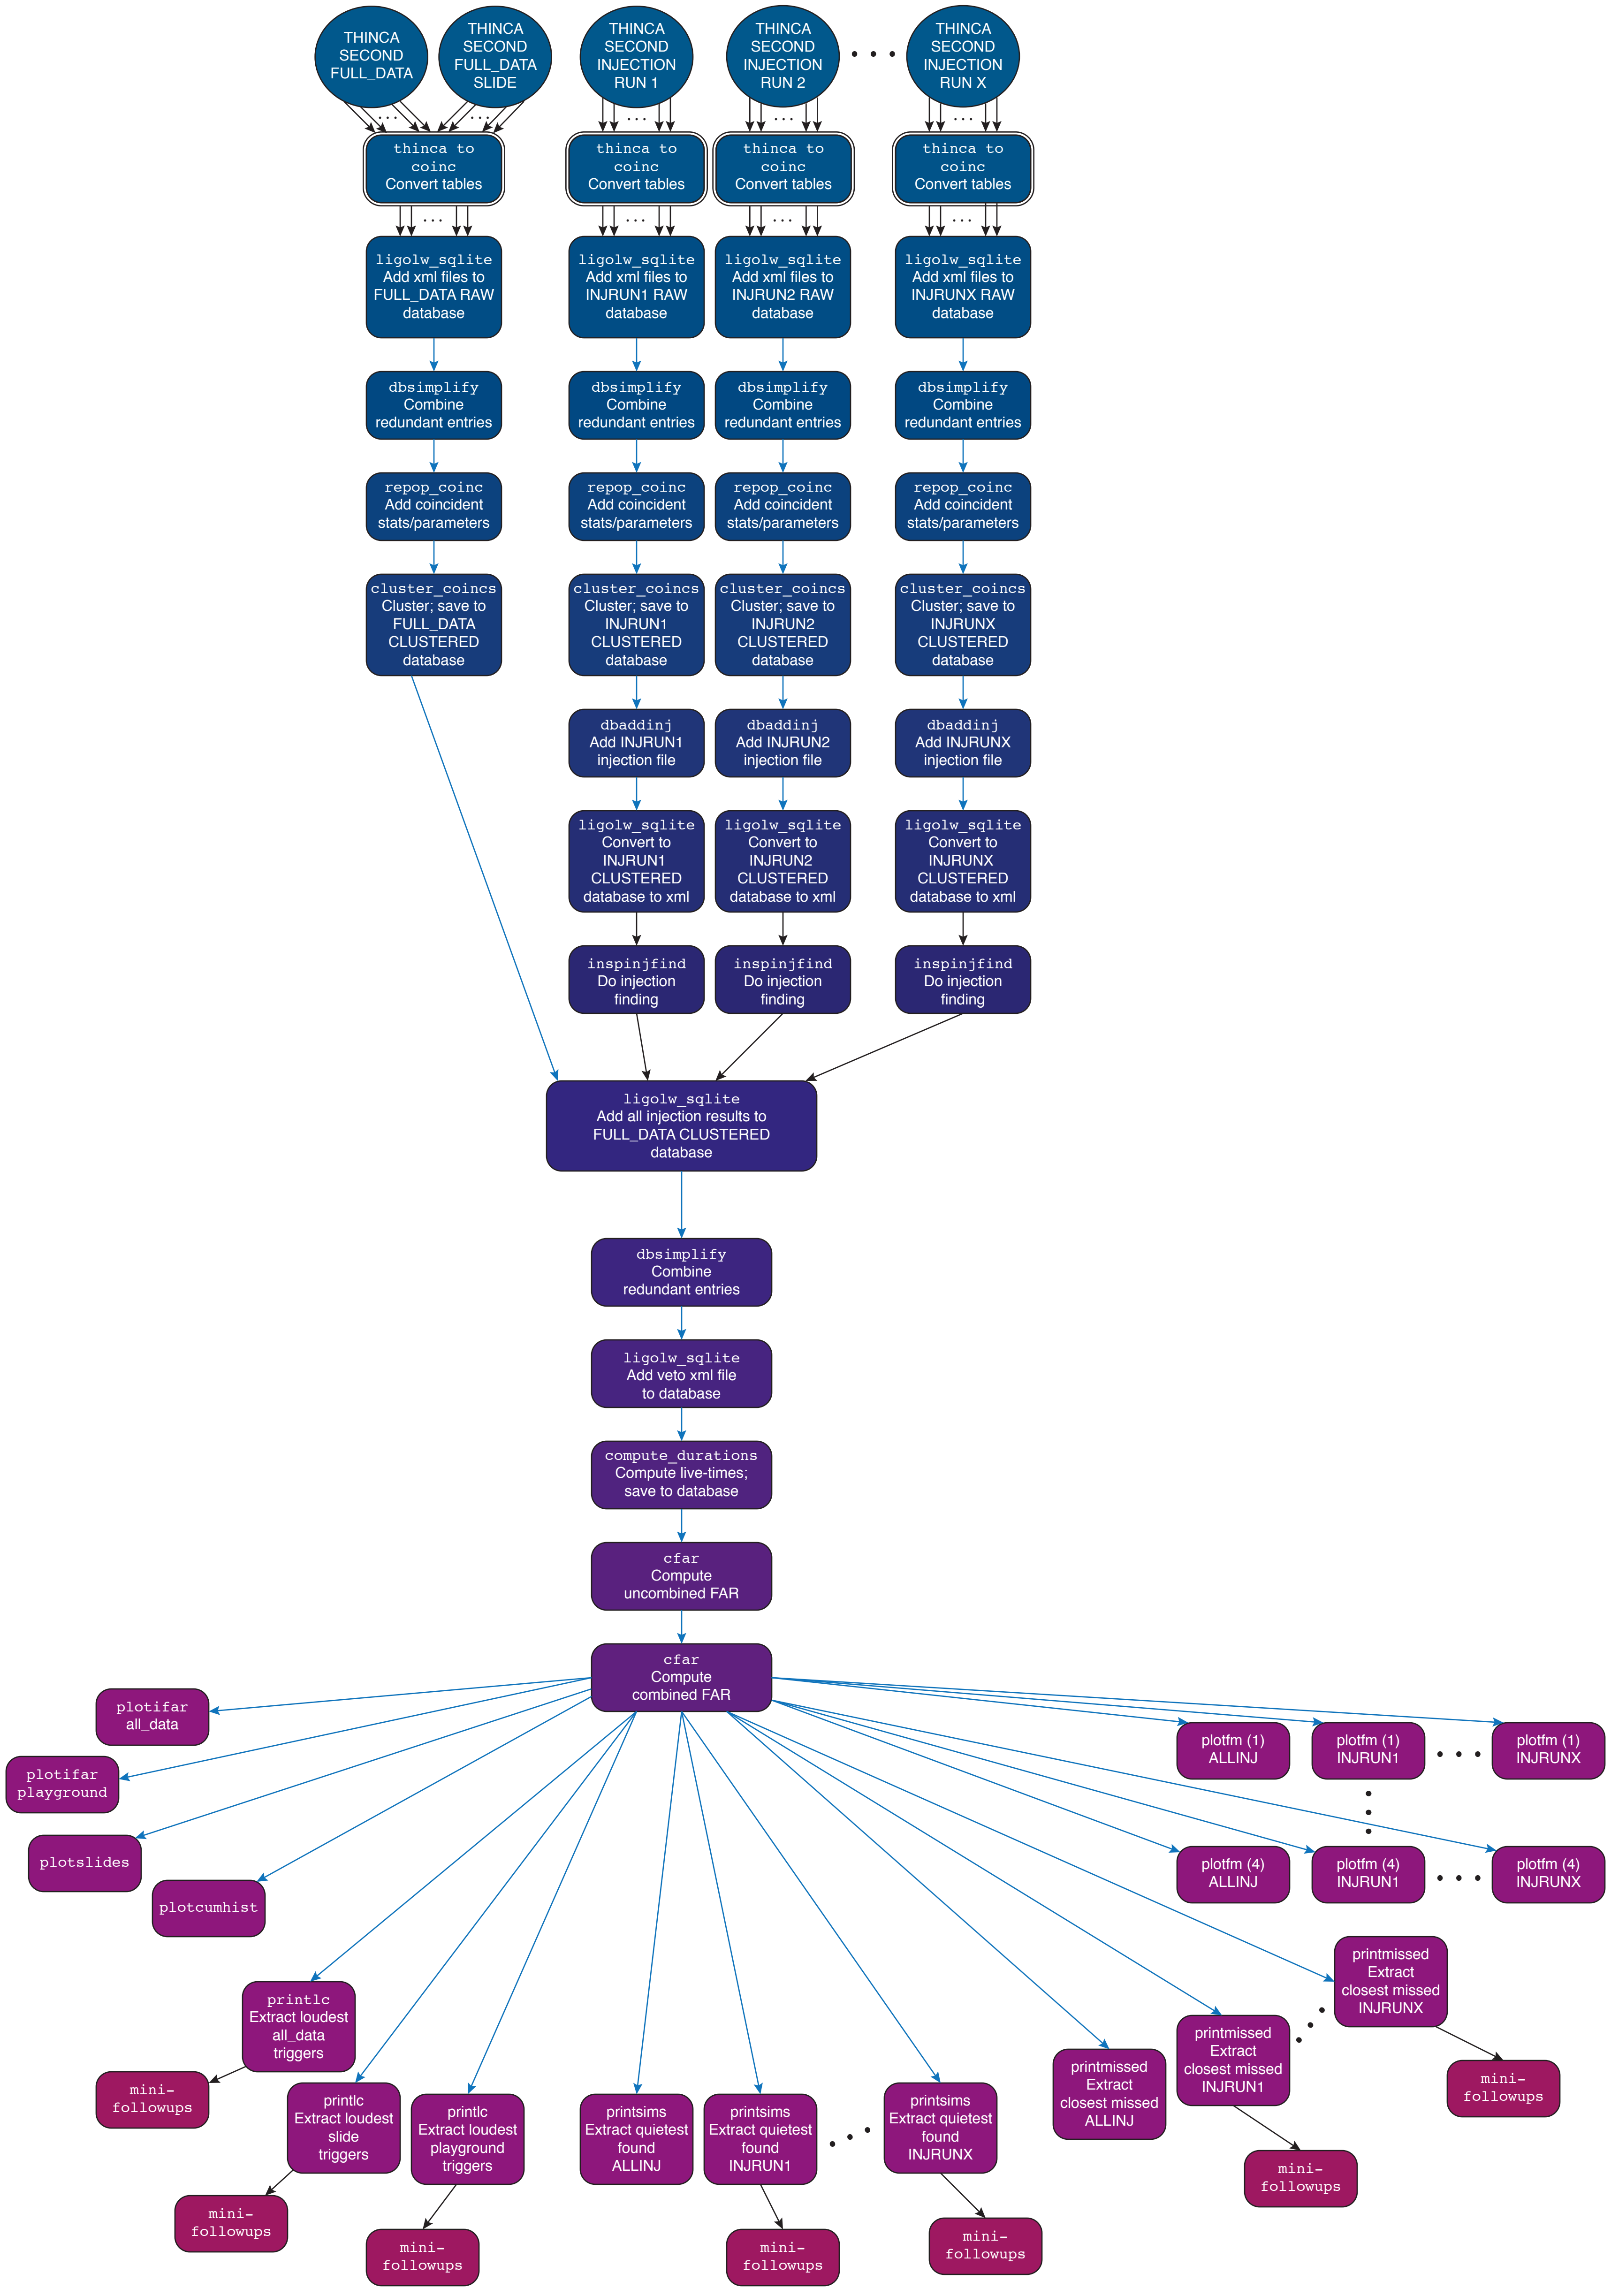 THINCA
SECOND
FULL_DATA
THINCA
SECOND
FULL_DATA
SLIDE
THINCA
SECOND
INJECTION
RUN 1
THINCA
SECOND
INJECTION
RUN 2
THINCA
SECOND
INJECTION
RUN X
thinca to
coinc
Convert tables
thinca to
coinc
Convert tables
thinca to
coinc
Convert tables
thinca to
coinc
Convert tables
ligolw_sqlite
Add xml files to
FULL_DATA RAW
database
ligolw_sqlite
Add xml files to
INJRUN1 RAW
database
ligolw_sqlite
Add xml files to
INJRUN2 RAW
database
ligolw_sqlite
Add xml files to
INJRUNX RAW
database
dbsimplify
Combine
redundant entries
dbsimplify
Combine
redundant entries
dbsimplify
Combine
redundant entries
dbsimplify
Combine
redundant entries
repop_coinc
Add coincident
stats/parameters
repop_coinc
Add coincident
stats/parameters
repop_coinc
Add coincident
stats/parameters
repop_coinc
Add coincident
stats/parameters
cluster_coincs
Cluster; save to
FULL_DATA
CLUSTERED
database
cluster_coincs
Cluster; save to
INJRUN1
CLUSTERED
database
cluster_coincs
Cluster; save to
INJRUN2
CLUSTERED
database
cluster_coincs
Cluster; save to
INJRUNX
CLUSTERED
database
dbaddinj
Add INJRUN1
injection file
dbaddinj
Add INJRUN2
injection file
dbaddinj
Add INJRUNX
injection file
ligolw_sqlite
Convert to
INJRUN1
CLUSTERED
database to xml
ligolw_sqlite
Convert to
INJRUN2
CLUSTERED
database to xml
ligolw_sqlite
Convert to
INJRUNX
CLUSTERED
database to xml
inspinjfind
Do injection
finding
inspinjfind
Do injection
finding
inspinjfind
Do injection
finding
ligolw_sqlite
Add all injection results to
FULL_DATA CLUSTERED
database
dbsimplify
Combine
redundant entries
ligolw_sqlite
Add veto xml file
to database
compute_durations
Compute live-times;
save to database
cfar
Compute
uncombined FAR
cfar
Compute
combined FAR
plotifar
all_data
plotifar
playground
plotslides
plotcumhist
plotfm (1)
ALLINJ
plotfm (1)
INJRUN1
plotfm (1)
INJRUNX
plotfm (4)
ALLINJ
plotfm (4)
INJRUN1
plotfm (4)
INJRUNX
printlc
Extract loudest
all_data
triggers
mini-
followups
printlc
Extract loudest
slide
triggers
mini-
followups
printlc
Extract loudest
playground
triggers
mini-
followups
printsims
Extract quietest
found
ALLINJ
printsims
Extract quietest
found
INJRUN1
mini-
followups
printsims
Extract quietest
found
INJRUNX
mini-
followups
printmissed
Extract
closest missed
ALLINJ
printmissed
Extract
closest missed
INJRUN1
mini-
followups
printmissed
Extract
closest missed
INJRUNX
mini-
followups